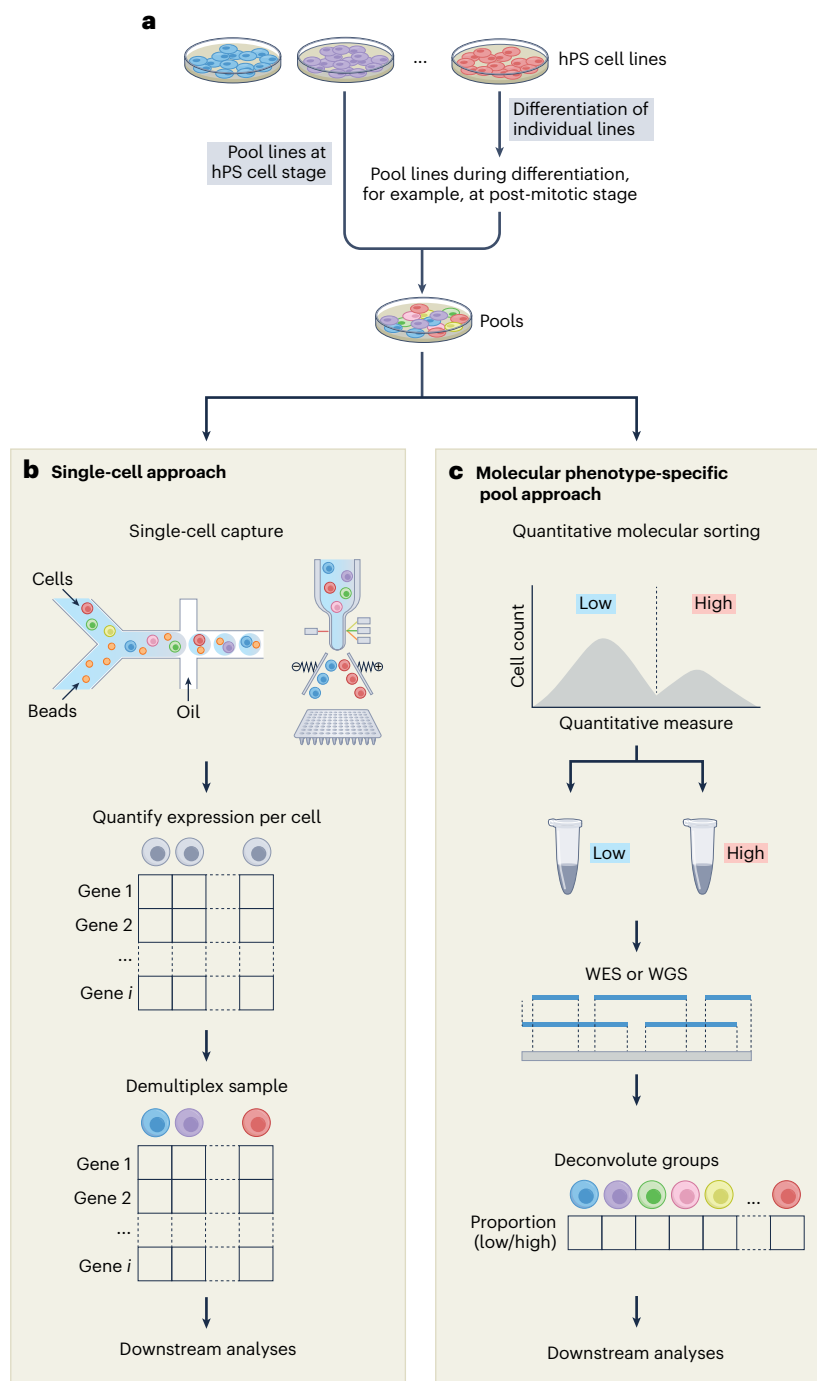 a
hPS cell lines
...
Differentiation of
individual lines
Pool lines at
hPS cell stage
Pool lines during differentiation,
for example, at post-mitotic stage
Pools
b Single-cell approach
Single-cell capture
Cells
Beads
Oil
Quantify expression per cell
Gene 1
Gene 2
...
Gene i
Demultiplex sample
Gene 1
Gene 2
...
Gene i
Downstream analyses
c Molecular phenotype-specific
pool approach
Quantitative molecular sorting
Low
High
Cell count
Quantitative measure
Low
High
WES or WGS
Deconvolute groups
...
Proportion
(low/high)
Downstream analyses